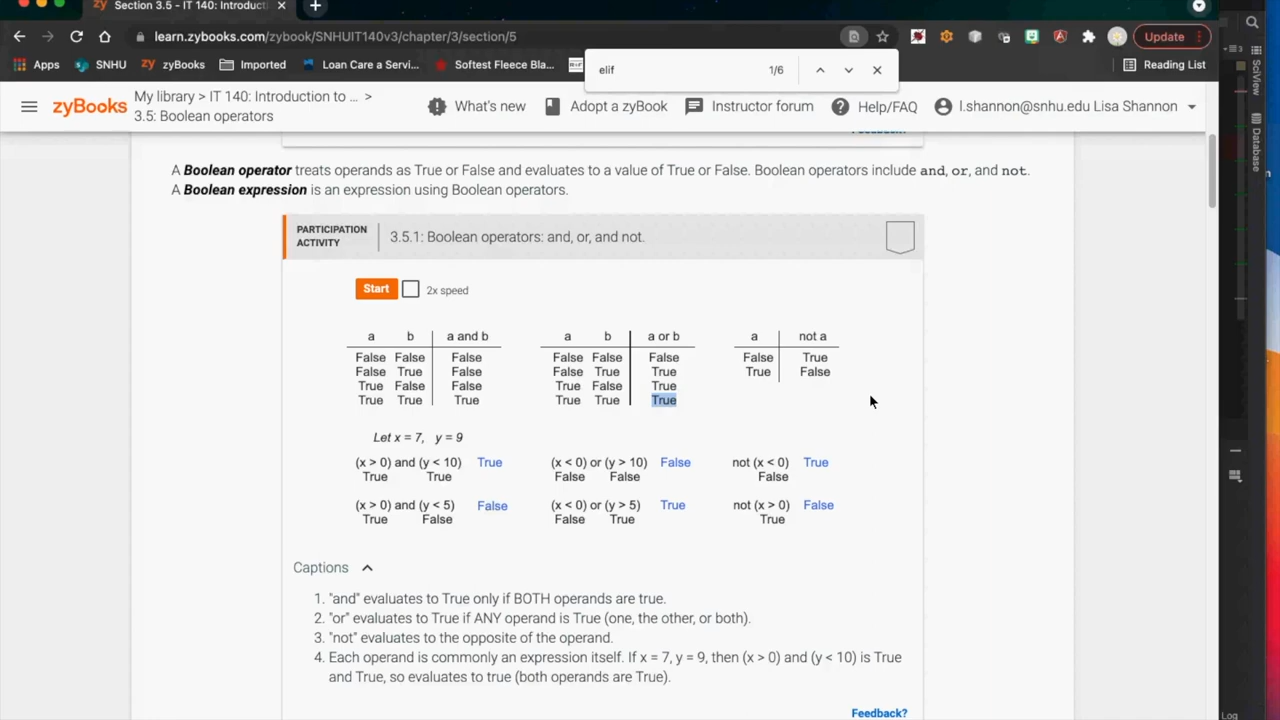 Section 3.5 - IT 140: Introducti
learn.zybooks.com/zybook/SNHUIT140v3/chapter/3/section/5
Update
Apps SNHU zyBooks Imported Loan Care a Servi... Softest Fleece Bla... Reading List
elif 1/6
zyBooks My library > IT 140: Introduction to ... >
3.5: Boolean operators
What's new Adopt a zyBook Instructor forum Help/FAQ l.shannon@snhu.edu Lisa Shannon
Feedback?
A Boolean operator treats operands as True or False and evaluates to a value of True or False. Boolean operators include and, or, and not.
A Boolean expression is an expression using Boolean operators.
PARTICIPATION
ACTIVITY
3.5.1: Boolean operators: and, or, and not.
Start 2x speed
a b a and b a b a or b a not a
False False False False False False False True
False True False False True True True False
True False False True False True
True True True True True True
Let x = 7, y = 9
(x > 0) and (y < 10) True (x < 0) or (y > 10) False not (x < 0) True
True True False False False
(x > 0) and (y < 5) False (x < 0) or (y > 5) True not (x > 0) False
True False False True True
Captions
1. "and" evaluates to True only if BOTH operands are true.
2. "or" evaluates to True if ANY operand is True (one, the other, or both).
3. "not" evaluates to the opposite of the operand.
4. Each operand is commonly an expression itself. If x = 7, y = 9, then (x > 0) and (y < 10) is True
and True, so evaluates to true (both operands are True).
Feedback?
SciView
Database
Log